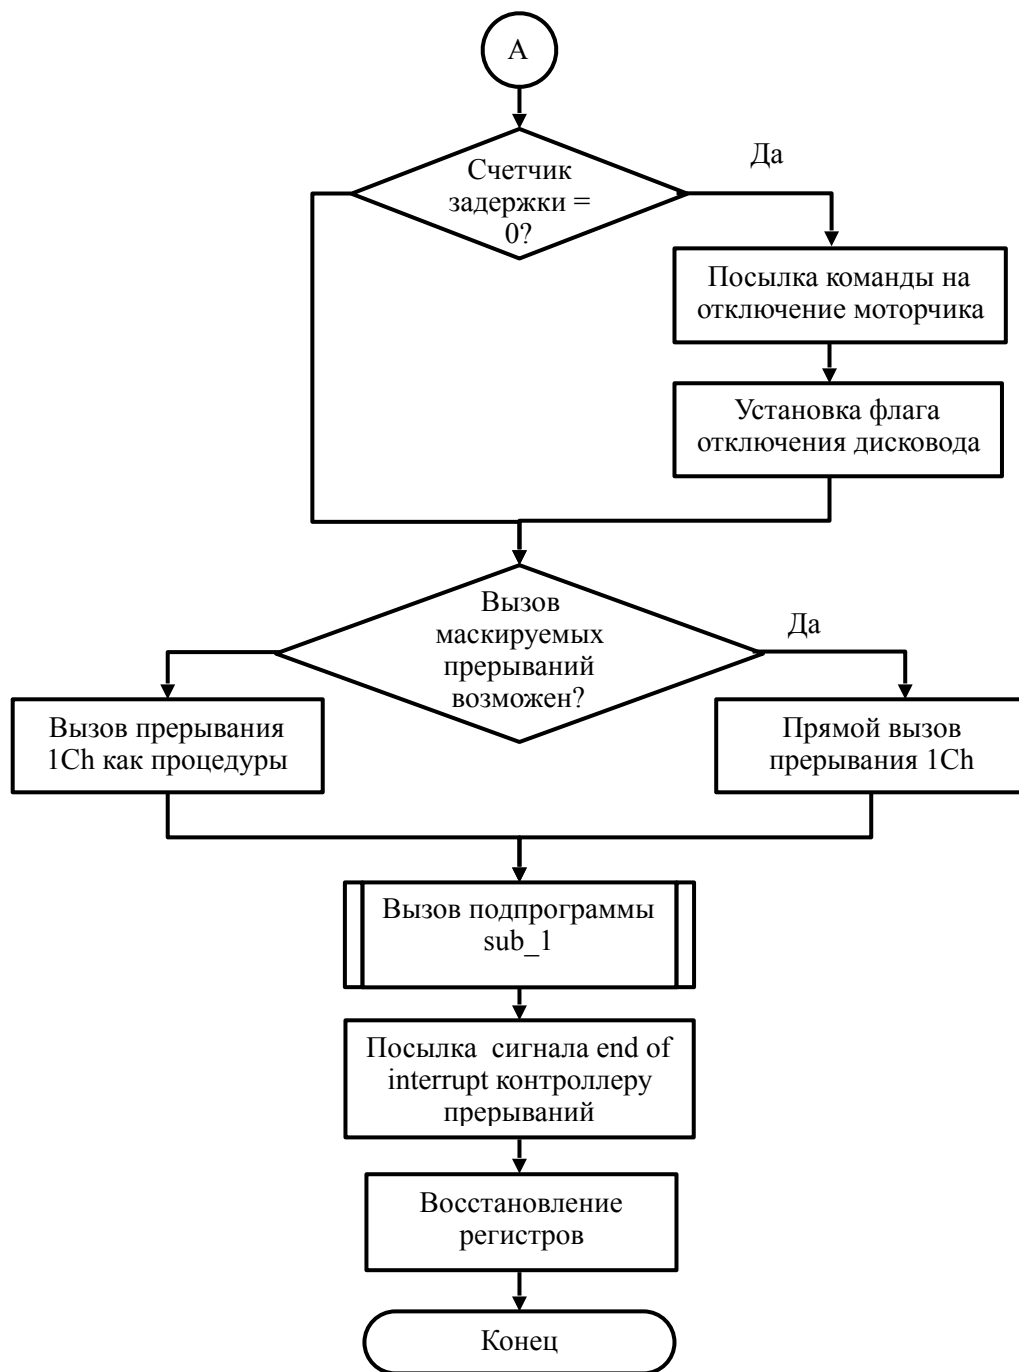 А
Счетчик
задержки =
0?
Да
Посылка команды на
отключение моторчика
Установка флага
отключения дисковода
Вызов
маскируемых
прерываний
возможен?
Да
Вызов прерывания
1Ch как процедуры
Прямой вызов
прерывания 1Ch
Вызов подпрограммы
sub_1
Посылка сигнала end of
interrupt контроллеру
прерываний
Восстановление
регистров
Конец